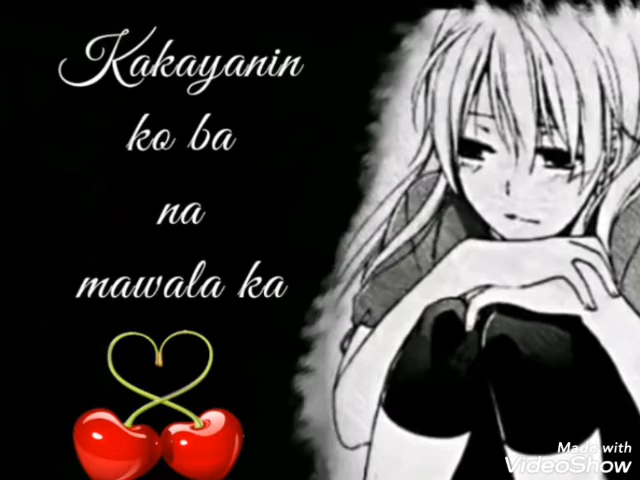 Kakayanin
ko ba
na
mawala ka
Made with
VideoShow